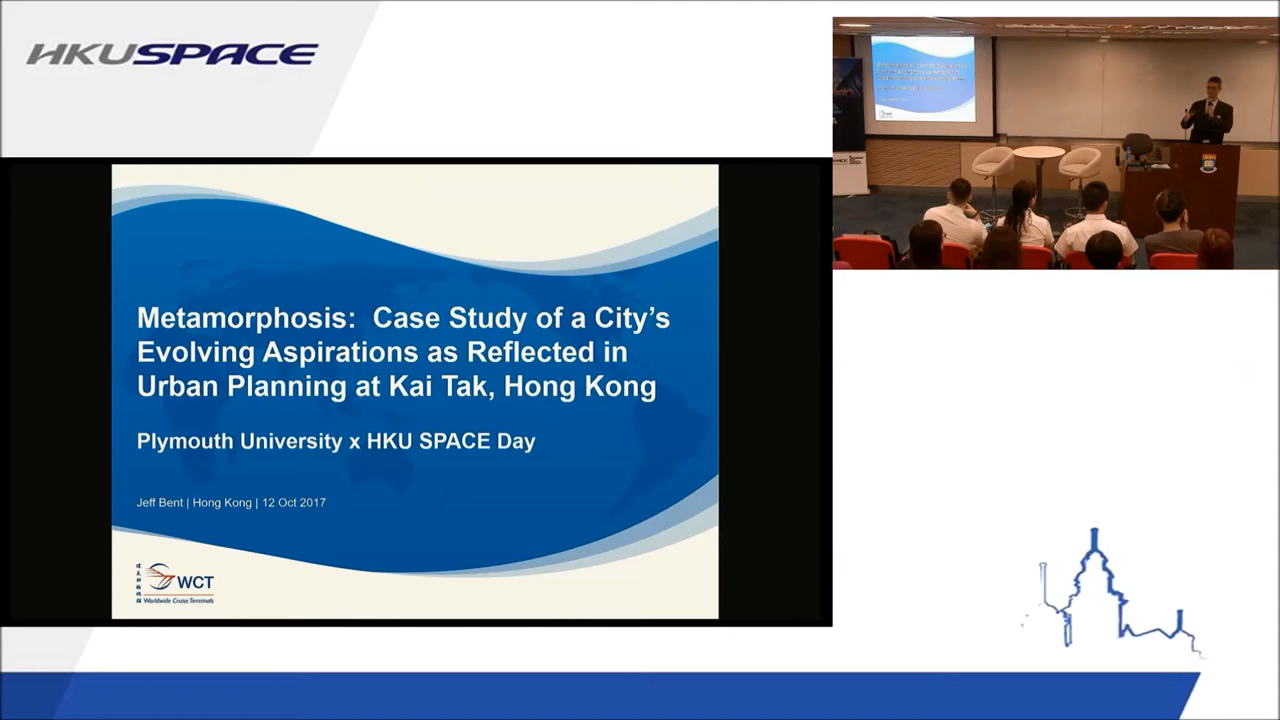 HKUSPACE
Metamorphosis:  Case Study of a City's
Evolving Aspirations as Reflected in
Urban Planning at Kai Tak, Hong Kong
Plymouth University x HKU SPACE Day
Jeff Bent | Hong Kong | 12 Oct 2017
WCT
Worldwide Cruise Terminals